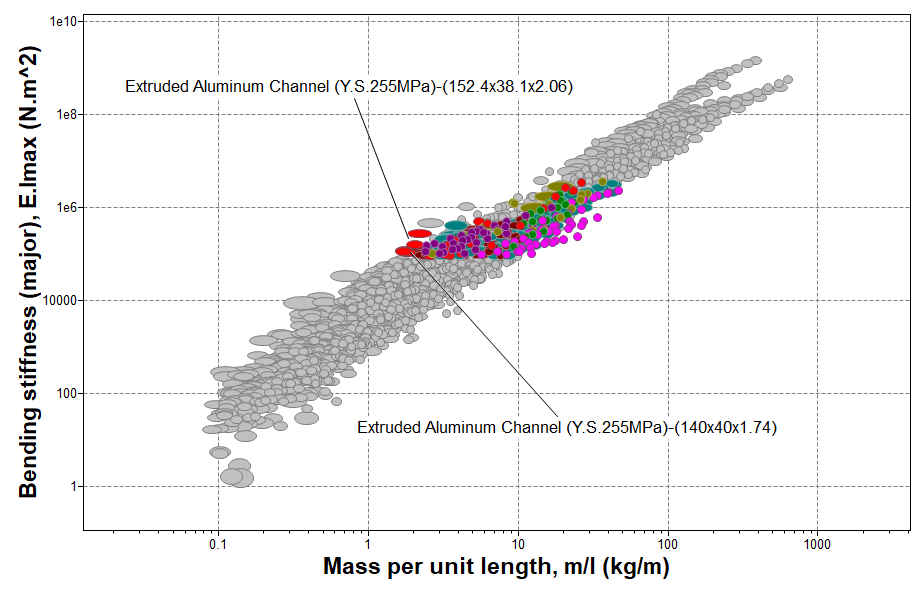 1e10
Extruded Aluminum Channel (Y.S.255MPa)-(152.4x38.1x2.06)
1e8
1e6
10000
100
1
Bending stiffness (major), E.Imax (N.m^2)
Extruded Aluminum Channel (Y.S.255MPa)-(140x40x1.74)
0.1 1 10 100 1000
Mass per unit length, m/l (kg/m)